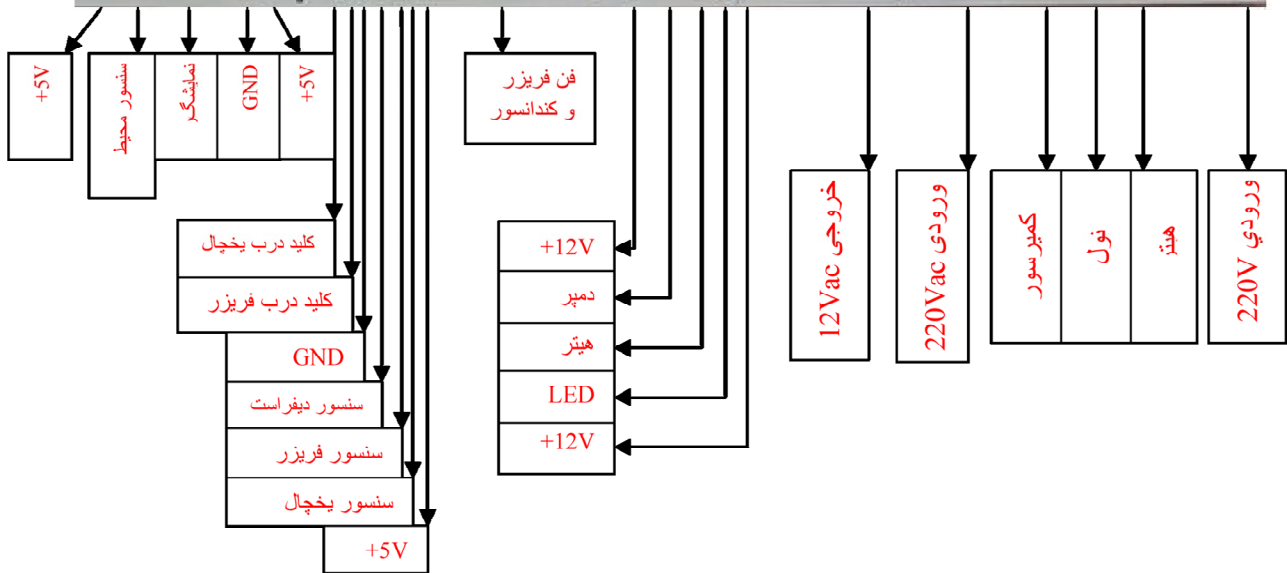 +5V
سنسور محیط
نمایشگر
GND
+5V
فن فریزر
و کندانسور
کلید درب یخچال
کلید درب فریزر
GND
سنسور دیفراست
سنسور فریزر
سنسور یخچال
+5V
+12V
دمپر
هیتر
LED
+12V
خروجی 12Vac
ورودی 220Vac
کمپرسور
نول
هیتر
ورودي 220V